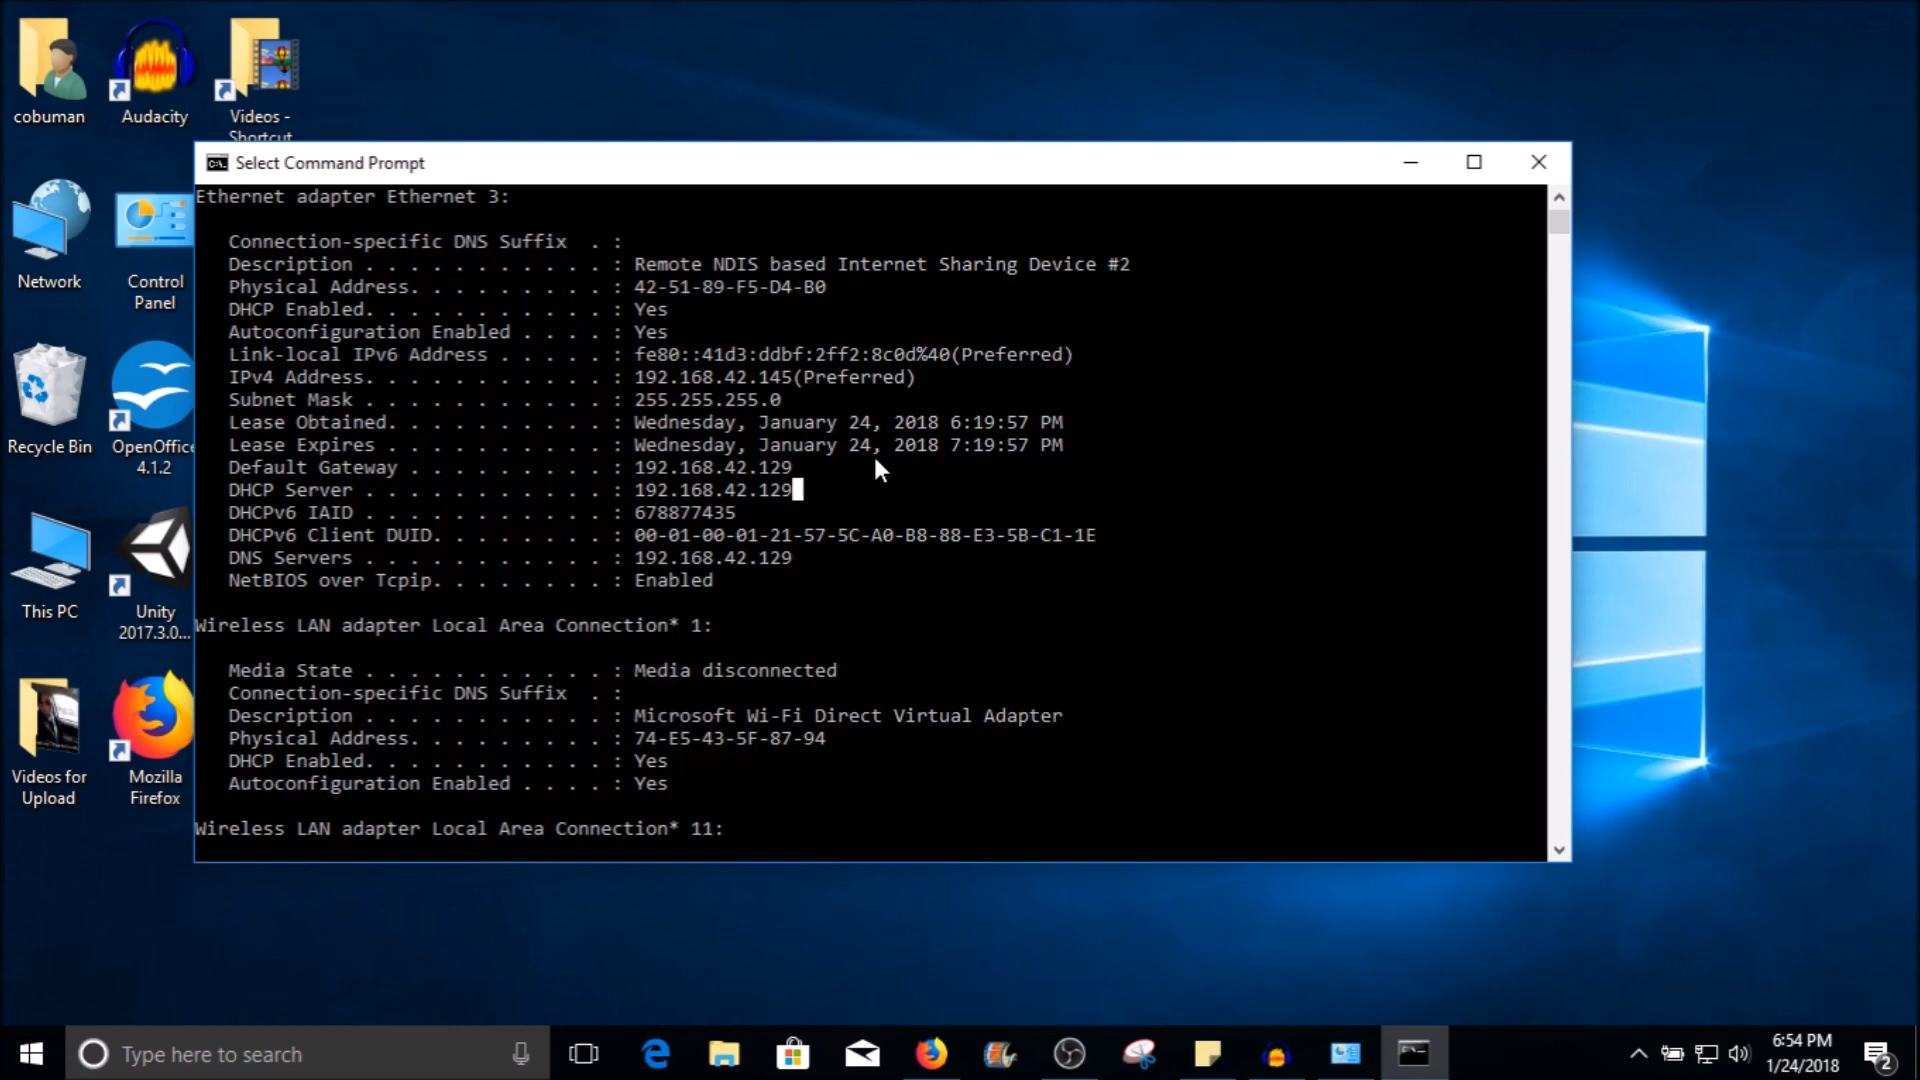 cobuman
Audacity
Videos -
Shortcut
Network
Control
Panel
Recycle Bin
OpenOffice
4.1.2
This PC
Unity
2017.3.0...
Videos for
Upload
Mozilla
Firefox
C:\.
Select Command Prompt
Ethernet adapter Ethernet 3:
Connection-specific DNS Suffix  . :
Description . . . . . . . . . . . : Remote NDIS based Internet Sharing Device #2
Physical Address. . . . . . . . . : 42-51-89-F5-D4-B0
DHCP Enabled. . . . . . . . . . . : Yes
Autoconfiguration Enabled . . . . : Yes
Link-local IPv6 Address . . . . . : fe80::41d3:ddbf:2ff2:8c0d%40(Preferred)
IPv4 Address. . . . . . . . . . . : 192.168.42.145(Preferred)
Subnet Mask . . . . . . . . . . . : 255.255.255.0
Lease Obtained. . . . . . . . . . : Wednesday, January 24, 2018 6:19:57 PM
Lease Expires . . . . . . . . . . : Wednesday, January 24, 2018 7:19:57 PM
Default Gateway . . . . . . . . . : 192.168.42.129
DHCP Server . . . . . . . . . . . : 192.168.42.129
DHCPv6 IAID . . . . . . . . . . . : 678877435
DHCPv6 Client DUID. . . . . . . . : 00-01-00-01-21-57-5C-A0-B8-88-E3-5B-C1-1E
DNS Servers . . . . . . . . . . . : 192.168.42.129
NetBIOS over Tcpip. . . . . . . . : Enabled
Wireless LAN adapter Local Area Connection* 1:
Media State . . . . . . . . . . . : Media disconnected
Connection-specific DNS Suffix  . :
Description . . . . . . . . . . . : Microsoft Wi-Fi Direct Virtual Adapter
Physical Address. . . . . . . . . : 74-E5-43-5F-87-94
DHCP Enabled. . . . . . . . . . . : Yes
Autoconfiguration Enabled . . . . : Yes
Wireless LAN adapter Local Area Connection* 11:
Type here to search
6:54 PM
1/24/2018
2